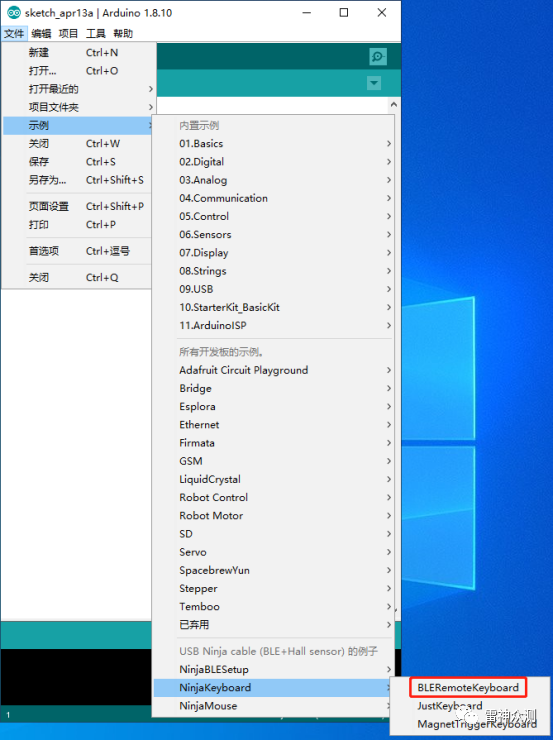 sketch_apr13a | Arduino 1.8.10
文件 编辑 项目 工具 帮助
新建 Ctrl+N
打开... Ctrl+O
打开最近的
项目文件夹
示例
关闭 Ctrl+W
保存 Ctrl+S
另存为... Ctrl+Shift+S
页面设置 Ctrl+Shift+P
打印 Ctrl+P
首选项 Ctrl+逗号
关闭 Ctrl+Q
内置示例
01.Basics
02.Digital
03.Analog
04.Communication
05.Control
06.Sensors
07.Display
08.Strings
09.USB
10.StarterKit_BasicKit
11.ArduinoISP
所有开发板的示例。
Adafruit Circuit Playground
Bridge
Esplora
Ethernet
Firmata
GSM
LiquidCrystal
Robot Control
Robot Motor
SD
Servo
SpacebrewYun
Stepper
Temboo
已弃用
USB Ninja cable (BLE+Hall sensor) 的例子
NinjaBLESetup
NinjaKeyboard
NinjaMouse
BLERemoteKeyboard
JustKeyboard
MagnetTriggerKeyboard
雷神众测
1